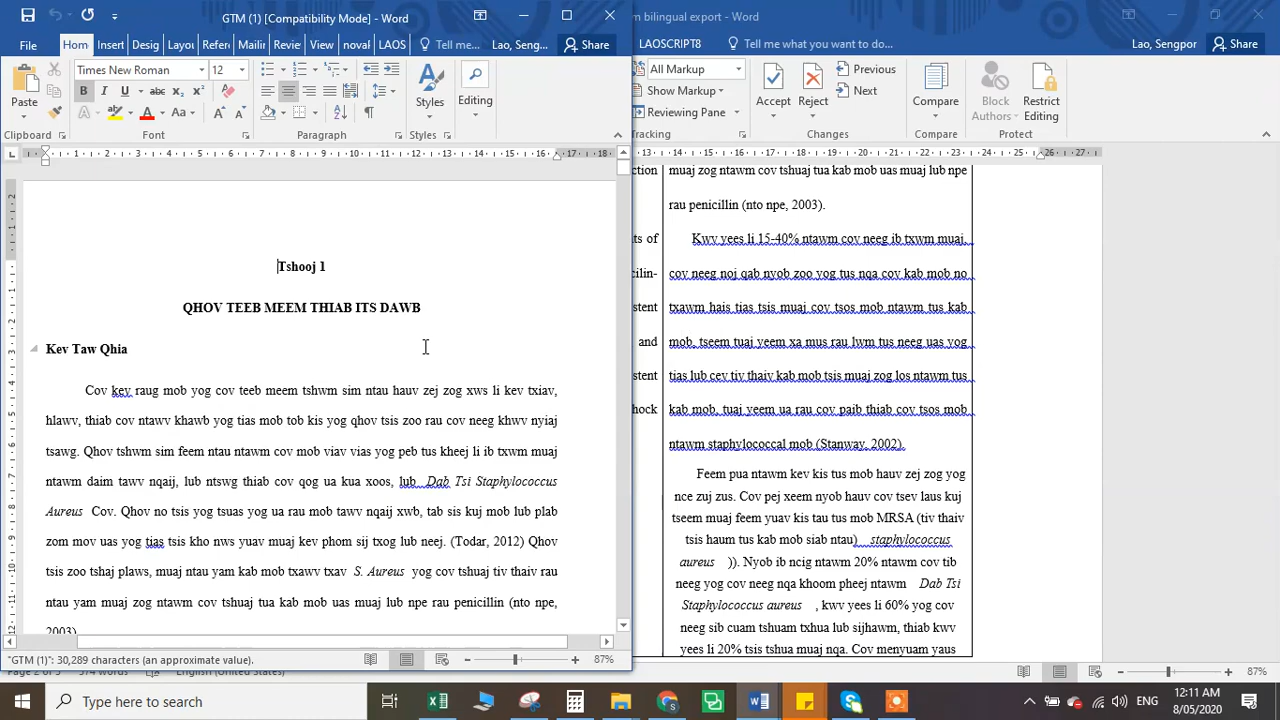 GTM (1) [Compatibility Mode] - Word
m bilingual export - Word
File Hom Insert Desig Layou Refere Mailin Revie View noval LAOS Tell me... Lao, Seng... Share
LAOSCRIPT8 Tell me what you want to do... Lao, Sengpor Share
Times New Roman 12
Paste Styles Editing
Clipboard Font Paragraph Styles
All Markup
Show Markup
Reviewing Pane
Tracking
Accept Reject Previous Next
Changes
Compare
Compare
Block Authors Restrict Editing
Protect
Tshooj 1
QHOV TEEB MEEM THIAB ITS DAWB
Kev Taw Qhia
Cov kev raug mob yog cov teeb meem tshwm sim ntau hauv zej zog xws li kev txiav,
hlawv, thiab cov ntawv khawb yog tias mob tob kis yog qhov tsis zoo rau cov neeg khwv nyiaj
tsawg. Qhov tshwm sim feem ntau ntawm cov mob viav vias yog peb tus kheej li ib txwm muaj
ntawm daim tawv nqaij, lub ntswg thiab cov qog ua kua xoos, lub Dab Tsi Staphylococcus
Aureus Cov. Qhov no tsis yog tsuas yog ua rau mob tawv nqaij xwb, tab sis kuj mob lub plab
zom mov uas yog tias tsis kho nws yuav muaj kev phom sij txog lub neej. (Todar, 2012) Qhov
tsis zoo tshaj plaws, muaj ntau yam kab mob txawv txav S. Aureus yog cov tshuaj tiv thaiv rau
ntau yam muaj zog ntawm cov tshuaj tua kab mob uas muaj lub npe rau penicillin (nto npe,
2003).
nction
its of
cilin-
stent
and
stent
hock
muaj zog ntawm cov tshuaj tua kab mob uas muaj lub npe
rau penicillin (nto npe, 2003).
Kwv yees li 15-40% ntawm cov neeg ib txwm muaj,
cov neeg noj qab nyob zoo yog tus nqa cov kab mob no
txawm hais tias tsis muaj cov tsos mob ntawm tus kab
mob, tseem tuaj yeem xa mus rau lwm tus neeg uas yog
tias lub cev tiv thaiv kab mob tsis muaj zog los ntawm tus
kab mob, tuaj yeem ua rau cov paib thiab cov tsos mob
ntawm staphylococcal mob (Stanway, 2002).
Feem pua ntawm kev kis tus mob hauv zej zog yog
nce zuj zus. Cov pej xeem nyob hauv cov tsev laus kuj
tseem muaj feem yuav kis tau tus mob MRSA (tiv thaiv
tsis haum tus kab mob siab ntau) staphylococcus
aureus )). Nyob ib ncig ntawm 20% ntawm cov tib
neeg yog cov neeg nqa khoom pheej ntawm Dab Tsi
Staphylococcus aureus , kwv yees li 60% yog cov
neeg sib cuam tshuam txhua lub sijhawm, thiab kwv
yees li 20% tsis tshua muaj nqa. Cov menyuam yaus
"GTM (1)": 30,289 characters (an approximate value). 87%
87%
Type here to search
ENG
12:11 AM
8/05/2020